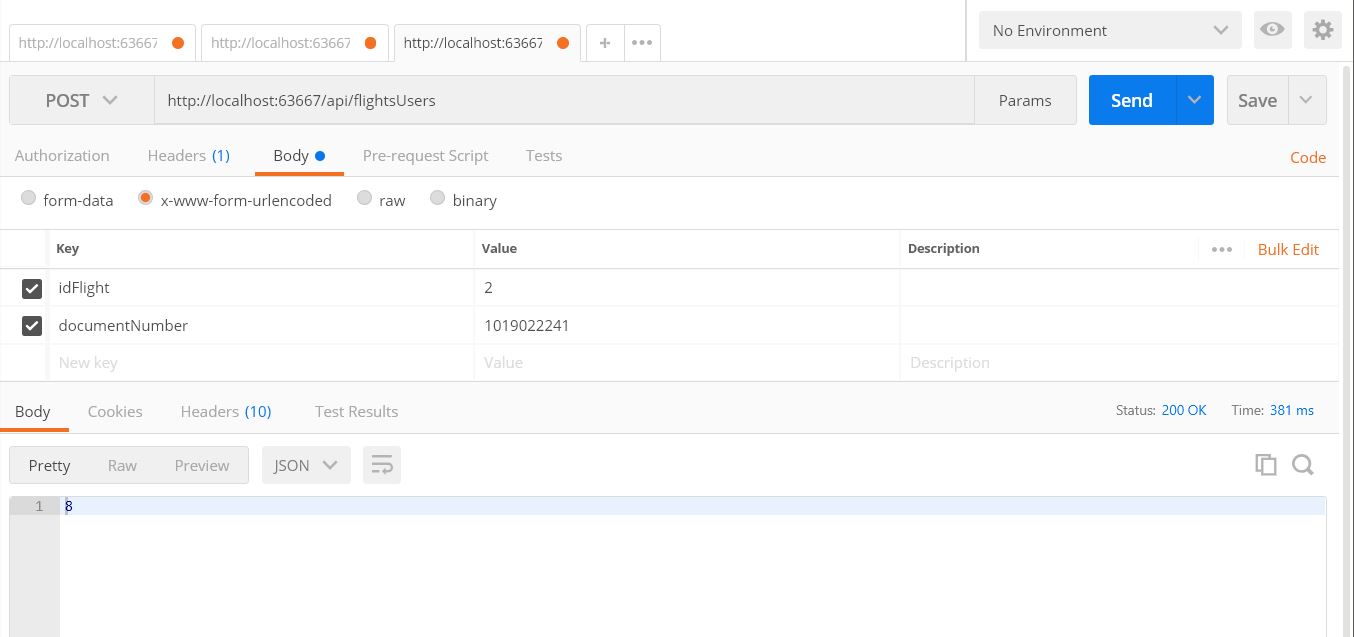 http://localhost:63667 http://localhost:63667 http://localhost:63667 + ••• No Environment
POST http://localhost:63667/api/flightsUsers Params Send Save
Authorization Headers (1) Body Pre-request Script Tests Code
form-data x-www-form-urlencoded raw binary
Key Value Description ••• Bulk Edit
idFlight 2
documentNumber 1019022241
New key Value Description
Body Cookies Headers (10) Test Results Status: 200 OK Time: 381 ms
Pretty Raw Preview JSON
1 8